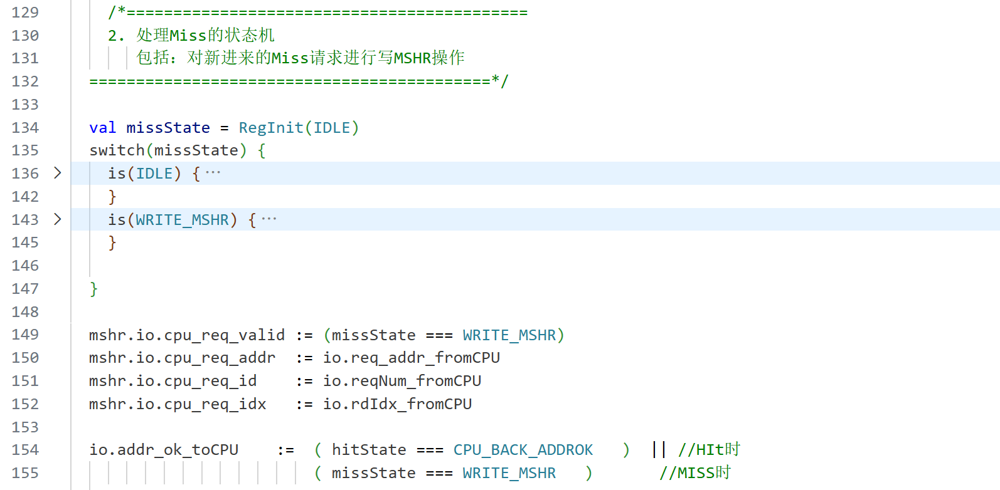 129 /*===========================================
130 2. 处理Miss的状态机
131 包括：对新进来的Miss请求进行写MSHR操作
132 ===========================================*/
133
134 val missState = RegInit(IDLE)
135 switch(missState) {
136 > is(IDLE) {···
142 }
143 > is(WRITE_MSHR) {···
145 }
146
147 }
148
149 mshr.io.cpu_req_valid := (missState === WRITE_MSHR)
150 mshr.io.cpu_req_addr  := io.req_addr_fromCPU
151 mshr.io.cpu_req_id    := io.reqNum_fromCPU
152 mshr.io.cpu_req_idx   := io.rdIdx_fromCPU
153
154 io.addr_ok_toCPU    :=  ( hitState === CPU_BACK_ADDROK   )  || //HIt时
155 ( missState === WRITE_MSHR   )       //MISS时